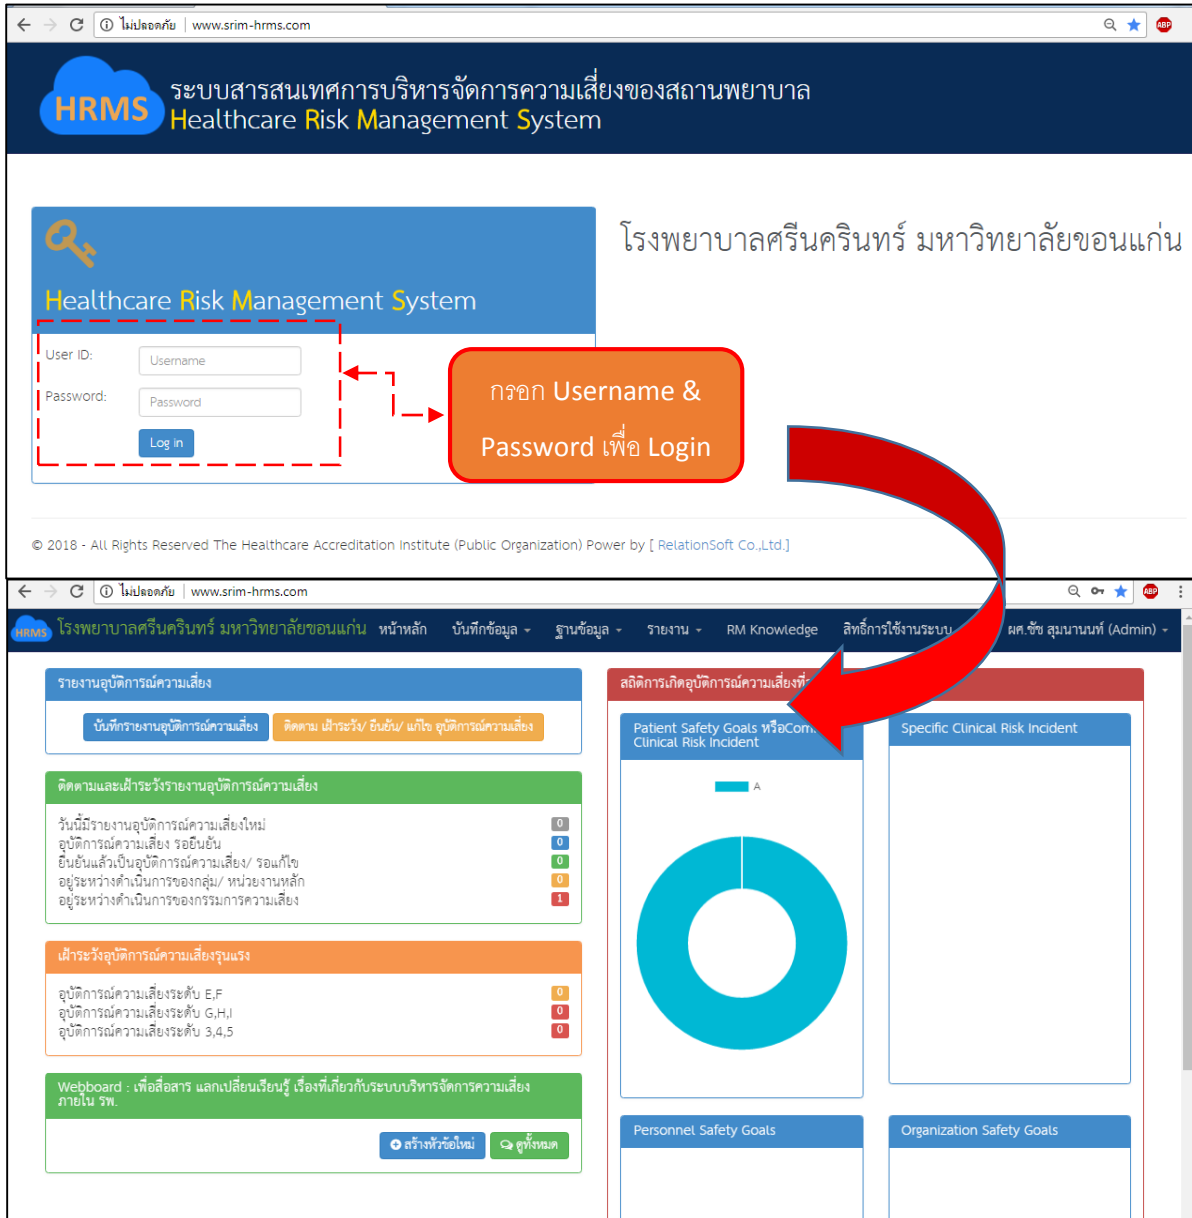 ไม่ปลอดภัย | www.srim-hrms.com
ABP
HRMS
ระบบสารสนเทศการบริหารจัดการความเสี่ยงของสถานพยาบาล
Healthcare Risk Management System
โรงพยาบาลศรีนครินทร์ มหาวิทยาลัยขอนแก่น
Healthcare Risk Management System
User ID:
Username
Password:
Password
Log in
กรอก Username &
Password เพื่อ Login
© 2018 - All Rights Reserved The Healthcare Accreditation Institute (Public Organization) Power by [ RelationSoft Co.,Ltd.]
ไม่ปลอดภัย | www.srim-hrms.com
ABP
HRMS โรงพยาบาลศรีนครินทร์ มหาวิทยาลัยขอนแก่น หน้าหลัก บันทึกข้อมูล ฐานข้อมูล รายงาน RM Knowledge สิทธิ์การใช้งานระบบ ผศ.ชัช สุมนานนท์ (Admin)
รายงานอุบัติการณ์ความเสี่ยง
บันทึกรายงานอุบัติการณ์ความเสี่ยง ติดตาม เฝ้าระวัง/ ยืนยัน/ แก้ไข อุบัติการณ์ความเสี่ยง
ติดตามและเฝ้าระวังรายงานอุบัติการณ์ความเสี่ยง
วันนี้มีรายงานอุบัติการณ์ความเสี่ยงใหม่ 0
อุบัติการณ์ความเสี่ยง รอยืนยัน 0
ยืนยันแล้วเป็นอุบัติการณ์ความเสี่ยง/ รอแก้ไข 0
อยู่ระหว่างดำเนินการของกลุ่ม/ หน่วยงานหลัก 0
อยู่ระหว่างดำเนินการของกรรมการความเสี่ยง 1
เฝ้าระวังอุบัติการณ์ความเสี่ยงรุนแรง
อุบัติการณ์ความเสี่ยงระดับ E,F 0
อุบัติการณ์ความเสี่ยงระดับ G,H,I 0
อุบัติการณ์ความเสี่ยงระดับ 3,4,5 0
Webboard : เพื่อสื่อสาร แลกเปลี่ยนเรียนรู้ เรื่องที่เกี่ยวกับระบบบริหารจัดการความเสี่ยง
ภายใน รพ.
สร้างหัวข้อใหม่ ดูทั้งหมด
สถิติการเกิดอุบัติการณ์ความเสี่ยงที่
Patient Safety Goals หรือCom
Clinical Risk Incident
A
Specific Clinical Risk Incident
Personnel Safety Goals
Organization Safety Goals